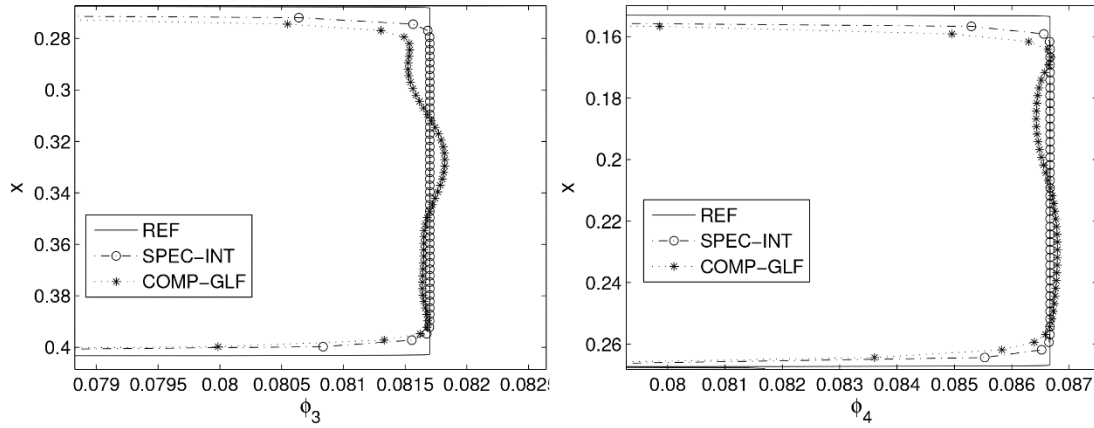 0.28
0.3
0.32
0.34
0.36
0.38
0.4
x
REF
SPEC-INT
COMP-GLF
0.079 0.0795 0.08 0.0805 0.081 0.0815 0.082 0.0825
ϕ3
0.16
0.18
0.2
0.22
0.24
0.26
x
REF
SPEC-INT
COMP-GLF
0.08 0.081 0.082 0.083 0.084 0.085 0.086 0.087
ϕ4